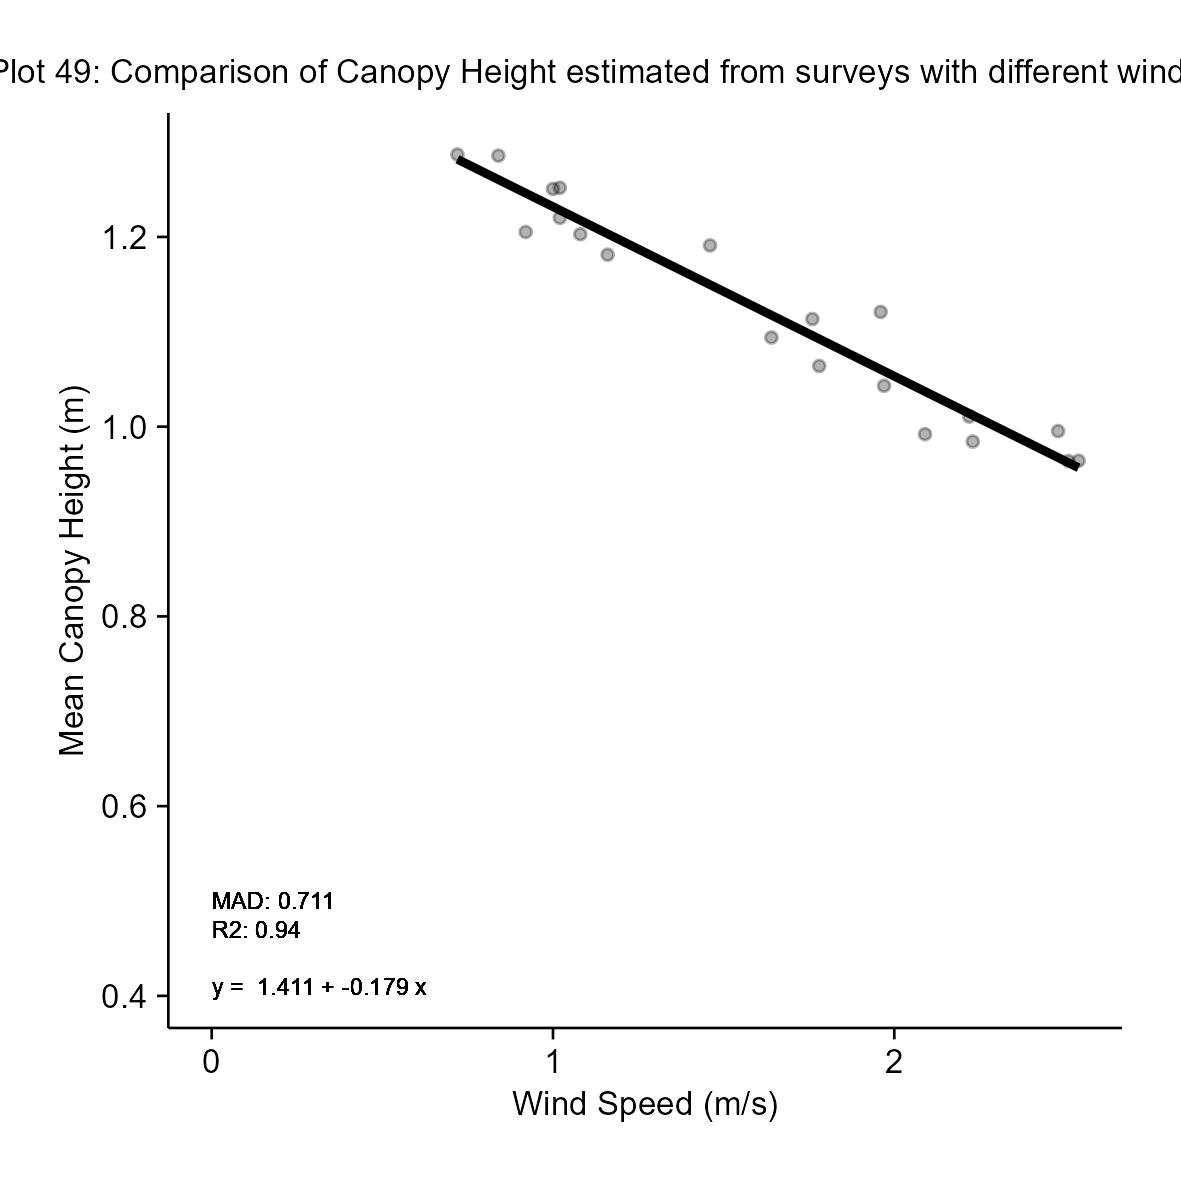 Plot 49: Comparison of Canopy Height estimated from surveys with different wind
1.2
1.0
0.8
0.6
0.4
Mean Canopy Height (m)
MAD: 0.711
R2: 0.94
y =  1.411 + -0.179 x
0 1 2
Wind Speed (m/s)